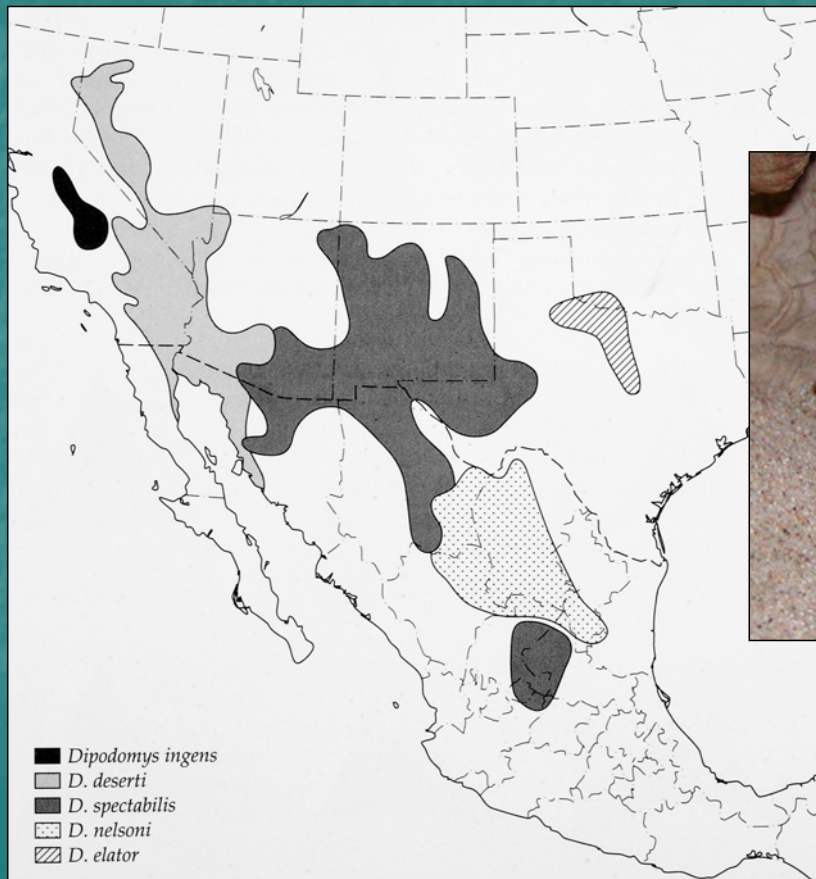 Dipodomys ingens
D. deserti
D. spectabilis
D. nelsoni
D. elator